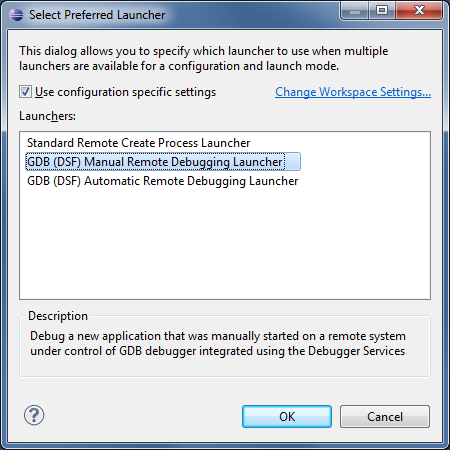 Select Preferred Launcher
This dialog allows you to specify which launcher to use when multiple
launchers are available for a configuration and launch mode.
Use configuration specific settings
Change Workspace Settings...
Launchers:
Standard Remote Create Process Launcher
GDB (DSF) Manual Remote Debugging Launcher
GDB (DSF) Automatic Remote Debugging Launcher
Description
Debug a new application that was manually started on a remote system
under control of GDB debugger integrated using the Debugger Services
?
OK
Cancel